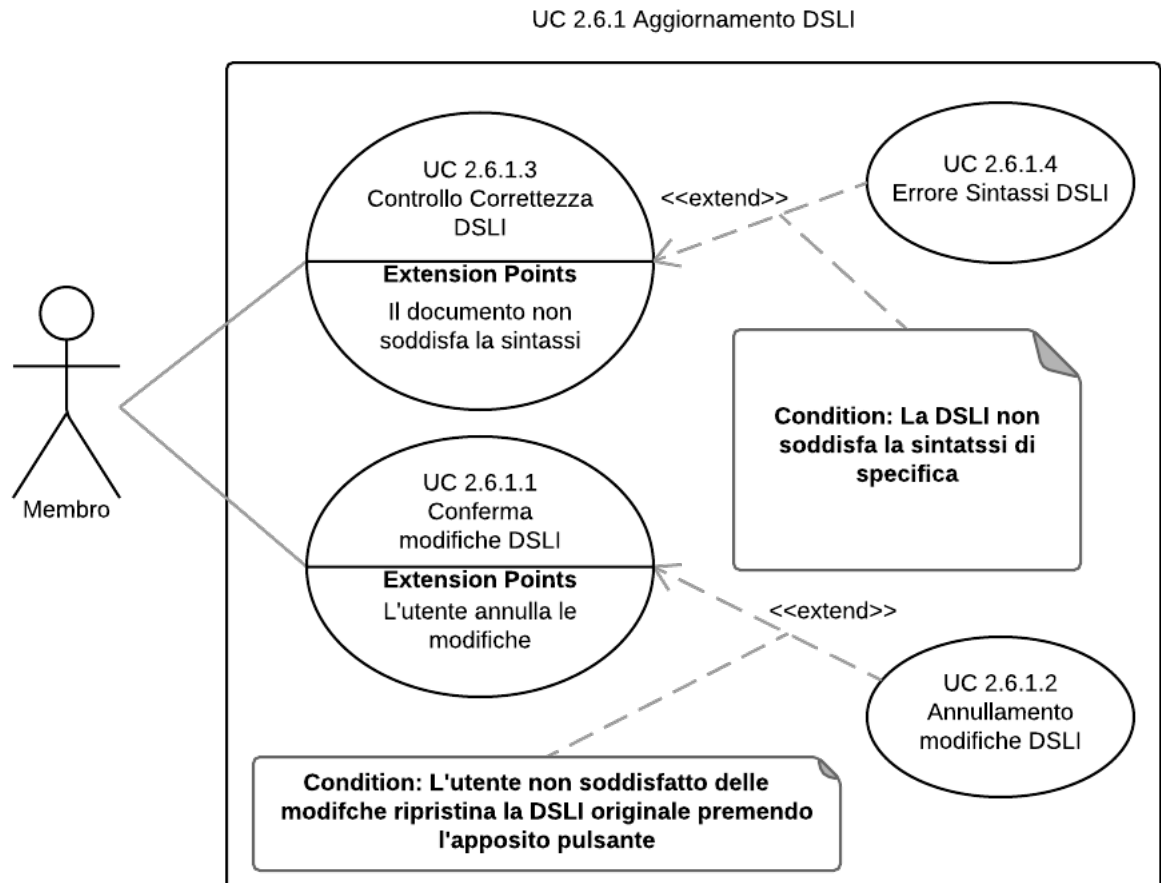 UC 2.6.1 Aggiornamento DSLI
UC 2.6.1.3
Controllo Correttezza
DSLI
Extension Points
Il documento non
soddisfa la sintassi
<<extend>>
UC 2.6.1.4
Errore Sintassi DSLI
Condition: La DSLI non
soddisfa la sintatssi di
specifica
Membro
UC 2.6.1.1
Conferma
modifiche DSLI
Extension Points
L'utente annulla le
modifiche
<<extend>>
UC 2.6.1.2
Annullamento
modifiche DSLI
Condition: L'utente non soddisfatto delle
modifche ripristina la DSLI originale premendo
l'apposito pulsante